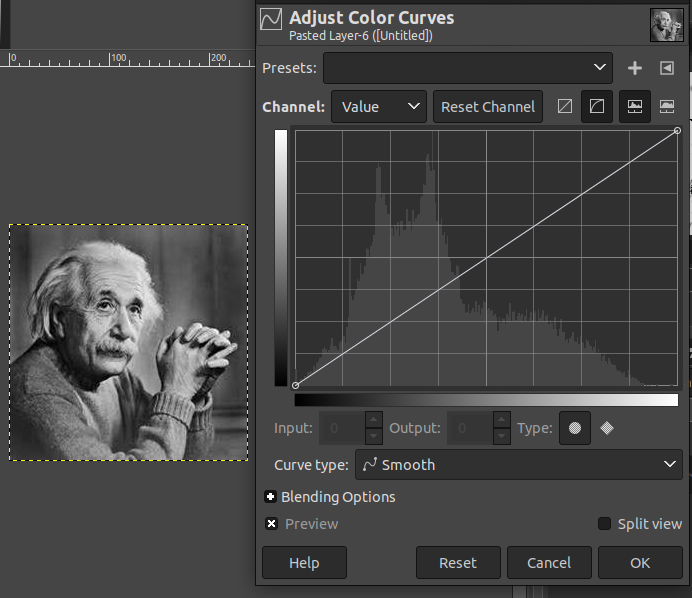 Adjust Color Curves
Pasted Layer-6 ([Untitled])
0 100 200
Presets:
Channel: Value Reset Channel
Input: 0 Output: 0 Type:
Curve type: Smooth
Blending Options
Preview Split view
Help Reset Cancel OK